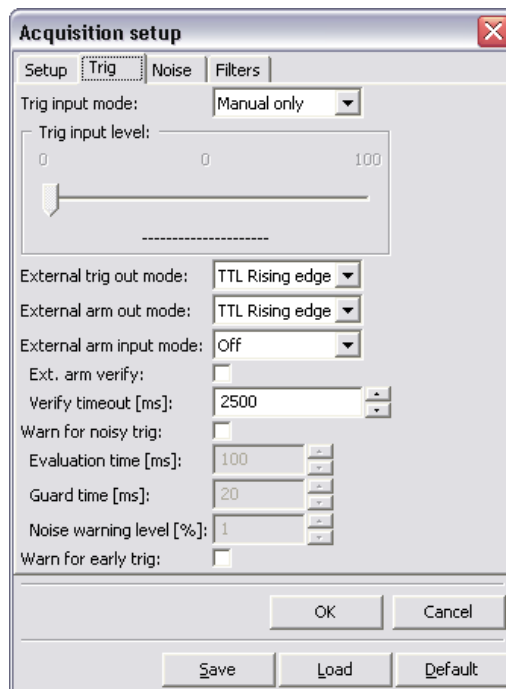 Acquisition setup
Setup Trig Noise Filters
Trig input mode: Manual only
Trig input level:
0 0 100
---------------------
External trig out mode: TTL Rising edge
External arm out mode: TTL Rising edge
External arm input mode: Off
Ext. arm verify:
Verify timeout [ms]: 2500
Warn for noisy trig:
Evaluation time [ms]: 100
Guard time [ms]: 20
Noise warning level [%]: 1
Warn for early trig:
OK Cancel
Save Load Default